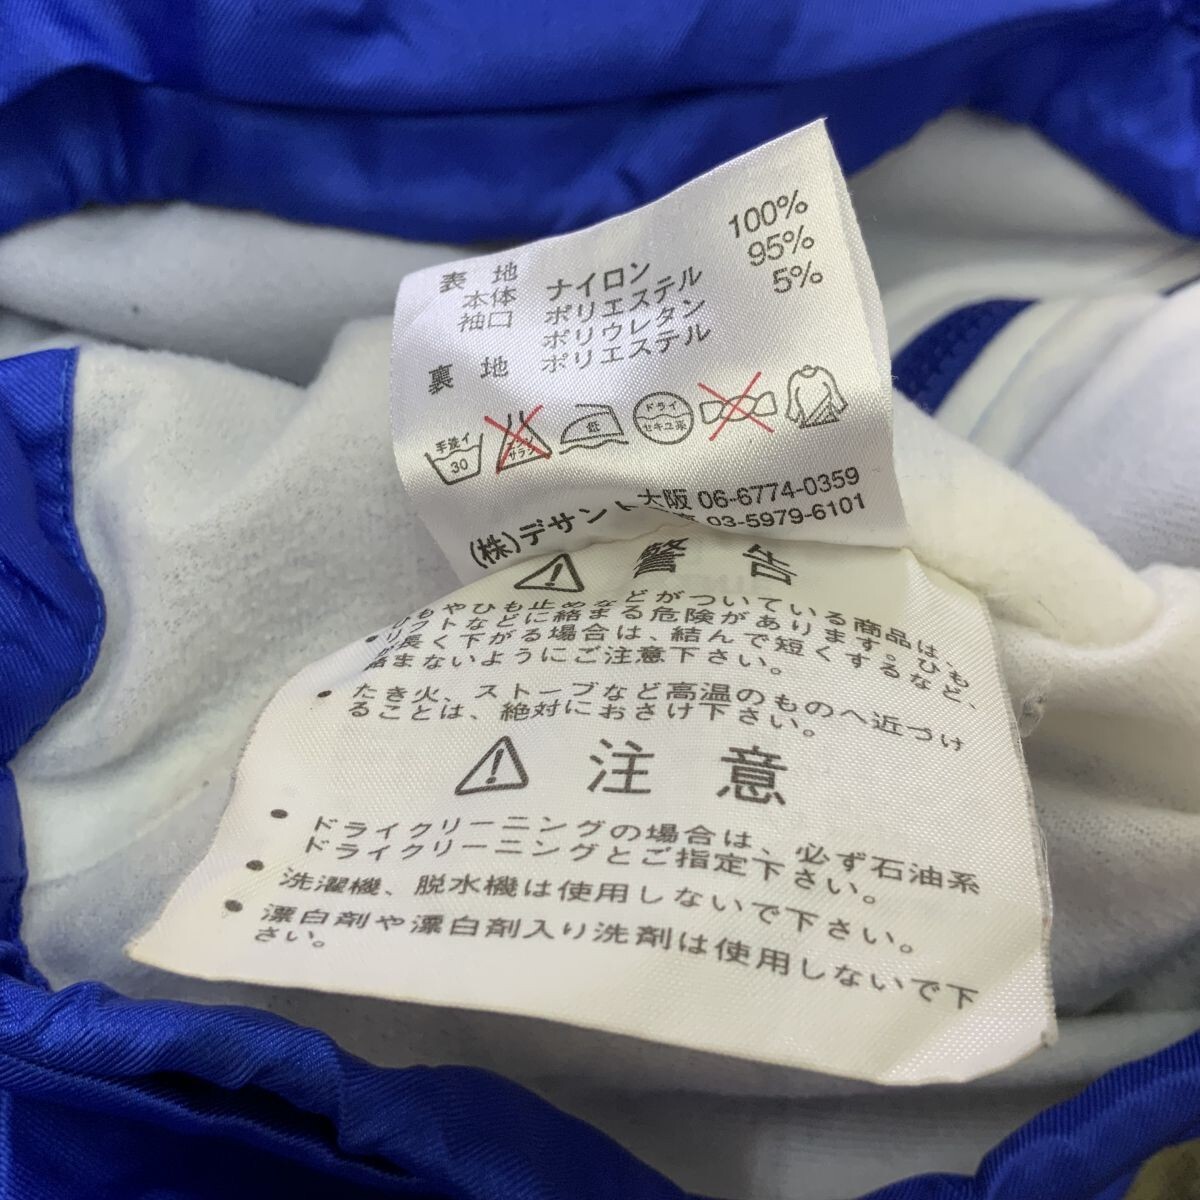 表 地
本体 ナイロン 100%
袖口 ポリエステル 95%
ポリウレタン 5%
裏 地 ポリエステル
手洗イ
30
低
ドライ
セキユ系
(株)デサント 大阪 06-6774-0359
03-5979-6101
警 告
ひもやひも止めなどがついている商品は、
リフトなどに絡まる危険があります。ひも
が長く下がる場合は、結んで短くするなど、
絡まないようにご注意下さい。
・たき火、ストーブなど高温のものへ近づけ
ることは、絶対におさけ下さい。
注 意
・ドライクリーニングの場合は、必ず石油系
ドライクリーニングとご指定下さい。
・洗濯機、脱水機は使用しないで下さい。
・漂白剤や漂白剤入り洗剤は使用しないで下
さい。